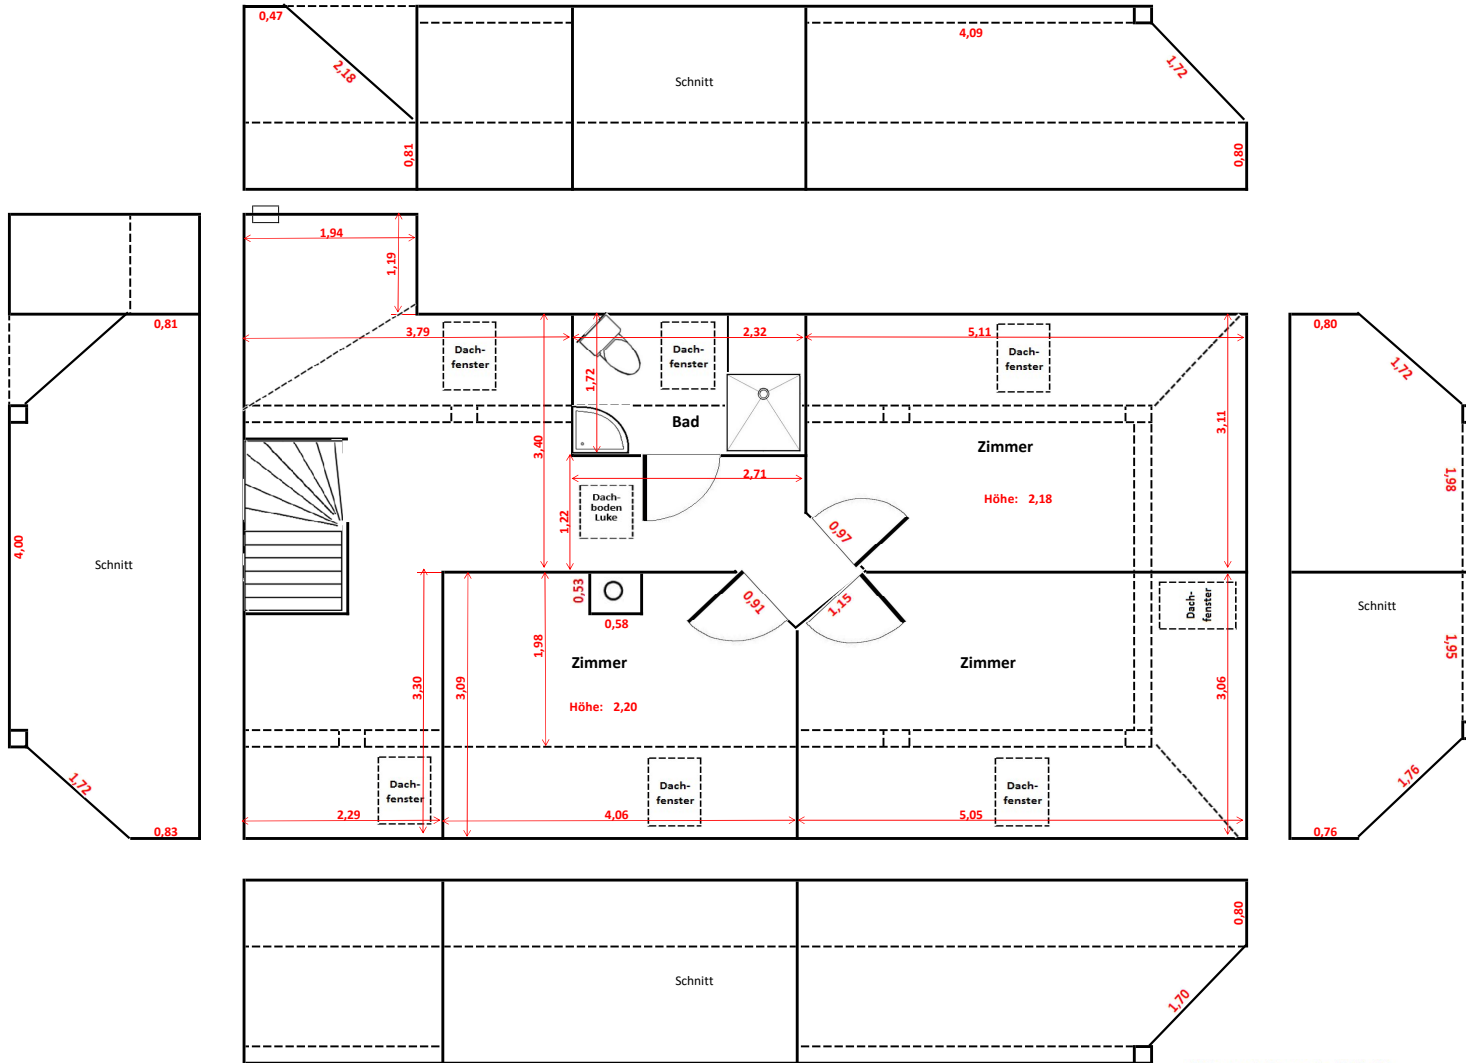 0,47
4,09
2,18
1,72
Schnitt
0,81
0,80
1,94
1,19
0,81
0,80
3,79
2,32
5,11
Dach-
fenster
Dach-
fenster
Dach-
fenster
1,72
1,72
3,11
Bad
3,40
Zimmer
2,71
1,98
Dach-
boden
Luke
Höhe: 2,18
1,22
0,97
4,00
Schnitt
0,53
0,91
1,15
Dach-
fenster
Schnitt
0,58
1,98
Zimmer
Zimmer
1,95
3,30
3,09
3,06
Höhe: 2,20
1,72
Dach-
fenster
Dach-
fenster
Dach-
fenster
1,76
0,83
2,29
4,06
5,05
0,76
0,80
Schnitt
1,70